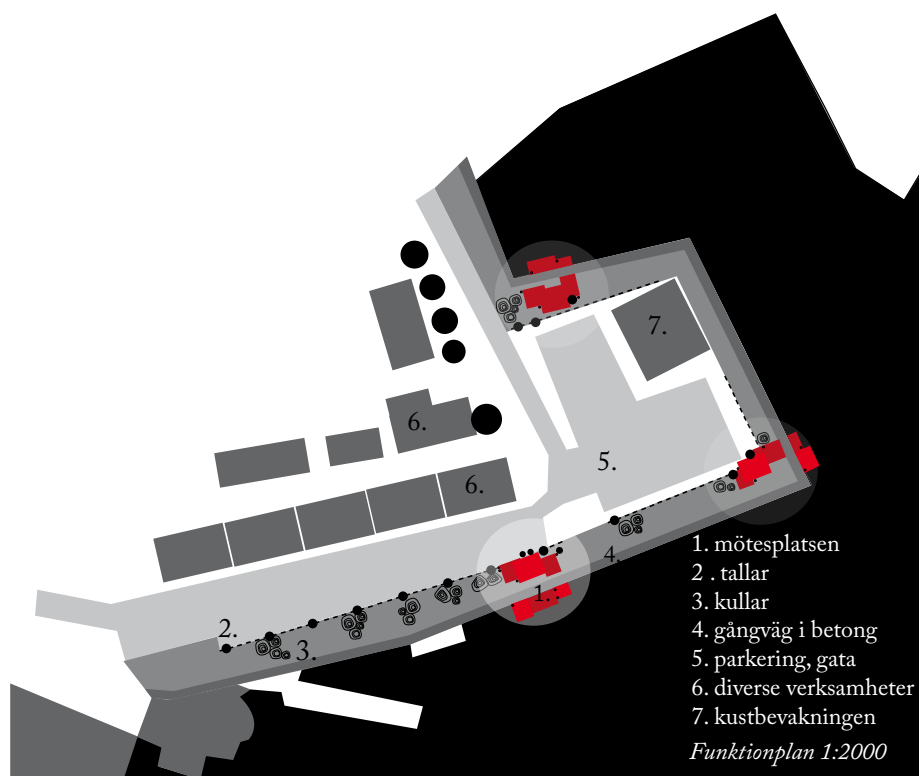 7.
6.
6.
5.
4.
1.
2.
3.
1. mötesplatsen
2 . tallar
3. kullar
4. gångväg i betong
5. parkering, gata
6. diverse verksamheter
7. kustbevakningen
Funktionplan 1:2000